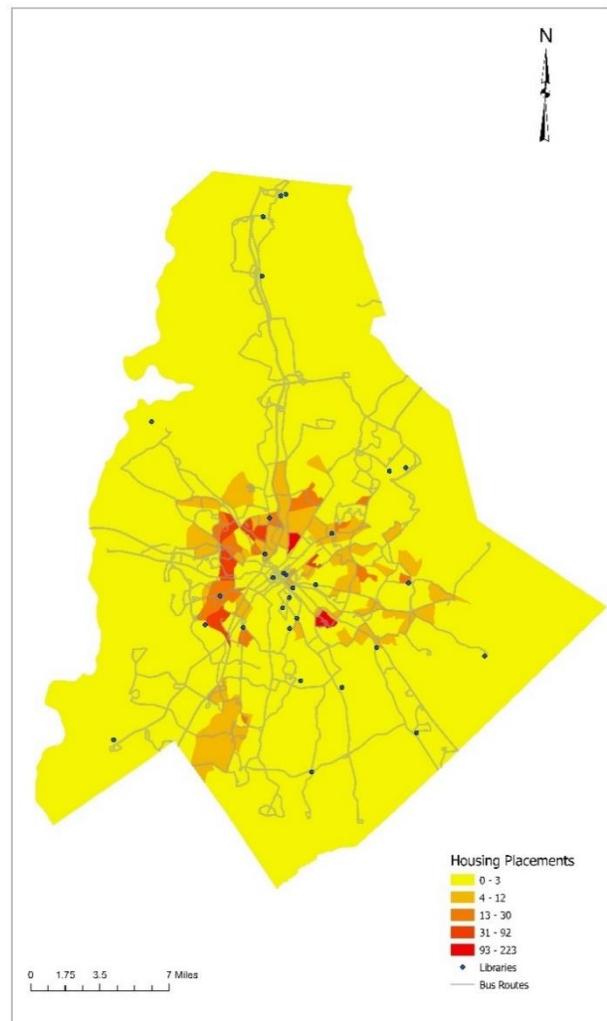 N
Housing Placements
0 - 3
4 - 12
13 - 30
31 - 92
93 - 223
Libraries
Bus Routes
0 1.75 3.5 7 Miles